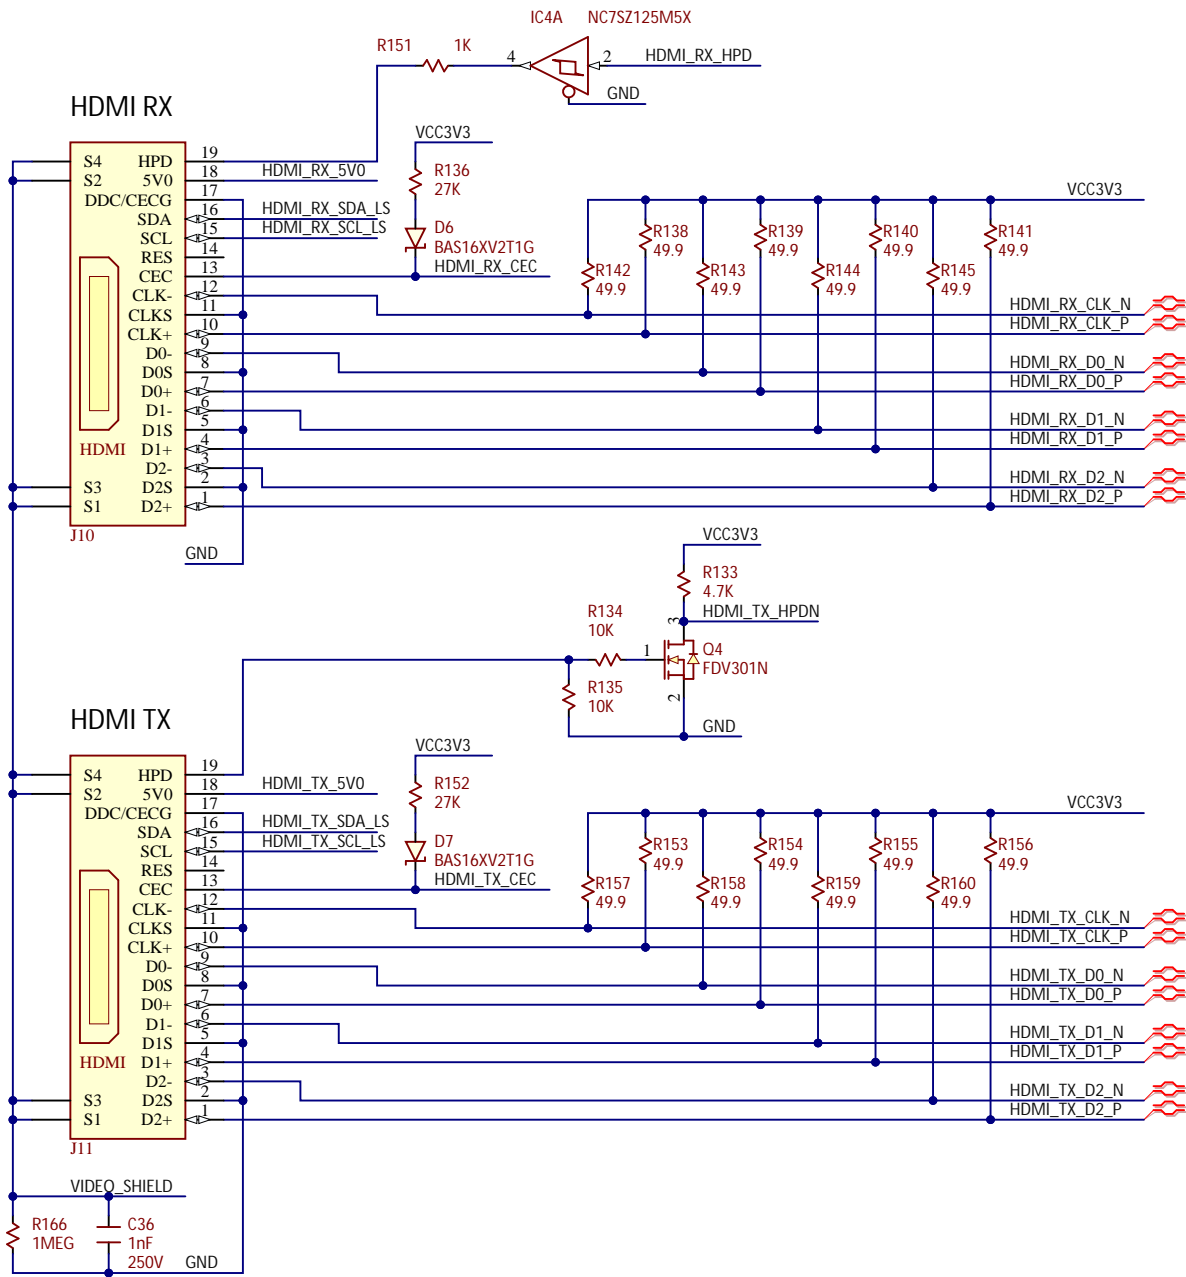 IC4A NC7SZ125M5X
R151 1K 4 2 HDMI_RX_HPD
GND
HDMI RX
VCC3V3
S4 HPD 19
S2 5V0 18 HDMI_RX_5V0
DDC/CECG 17
SDA 16 HDMI_RX_SDA_LS
SCL 15 HDMI_RX_SCL_LS
RES 14
CEC 13 HDMI_RX_CEC
CLK- 12
CLKS 11
CLK+ 10
D0- 9
D0S 8
D0+ 7
D1- 6
D1S 5
HDMI D1+ 4
D2- 3
S3 D2S 2
S1 D2+ 1
J10
GND
R136
27K
D6
BAS16XV2T1G
VCC3V3
R138
49.9
R139
49.9
R140
49.9
R141
49.9
R142
49.9
R143
49.9
R144
49.9
R145
49.9
HDMI_RX_CLK_N
HDMI_RX_CLK_P
HDMI_RX_D0_N
HDMI_RX_D0_P
HDMI_RX_D1_N
HDMI_RX_D1_P
HDMI_RX_D2_N
HDMI_RX_D2_P
VCC3V3
R133
4.7K
HDMI_TX_HPDN
R134
10K
3
1
2
Q4
FDV301N
R135
10K
GND
HDMI TX
VCC3V3
S4 HPD 19
S2 5V0 18 HDMI_TX_5V0
DDC/CECG 17
SDA 16 HDMI_TX_SDA_LS
SCL 15 HDMI_TX_SCL_LS
RES 14
CEC 13 HDMI_TX_CEC
CLK- 12
CLKS 11
CLK+ 10
D0- 9
D0S 8
D0+ 7
D1- 6
D1S 5
HDMI D1+ 4
D2- 3
S3 D2S 2
S1 D2+ 1
J11
R152
27K
D7
BAS16XV2T1G
VCC3V3
R153
49.9
R154
49.9
R155
49.9
R156
49.9
R157
49.9
R158
49.9
R159
49.9
R160
49.9
HDMI_TX_CLK_N
HDMI_TX_CLK_P
HDMI_TX_D0_N
HDMI_TX_D0_P
HDMI_TX_D1_N
HDMI_TX_D1_P
HDMI_TX_D2_N
HDMI_TX_D2_P
VIDEO_SHIELD
R166
1MEG
C36
1nF
250V
GND